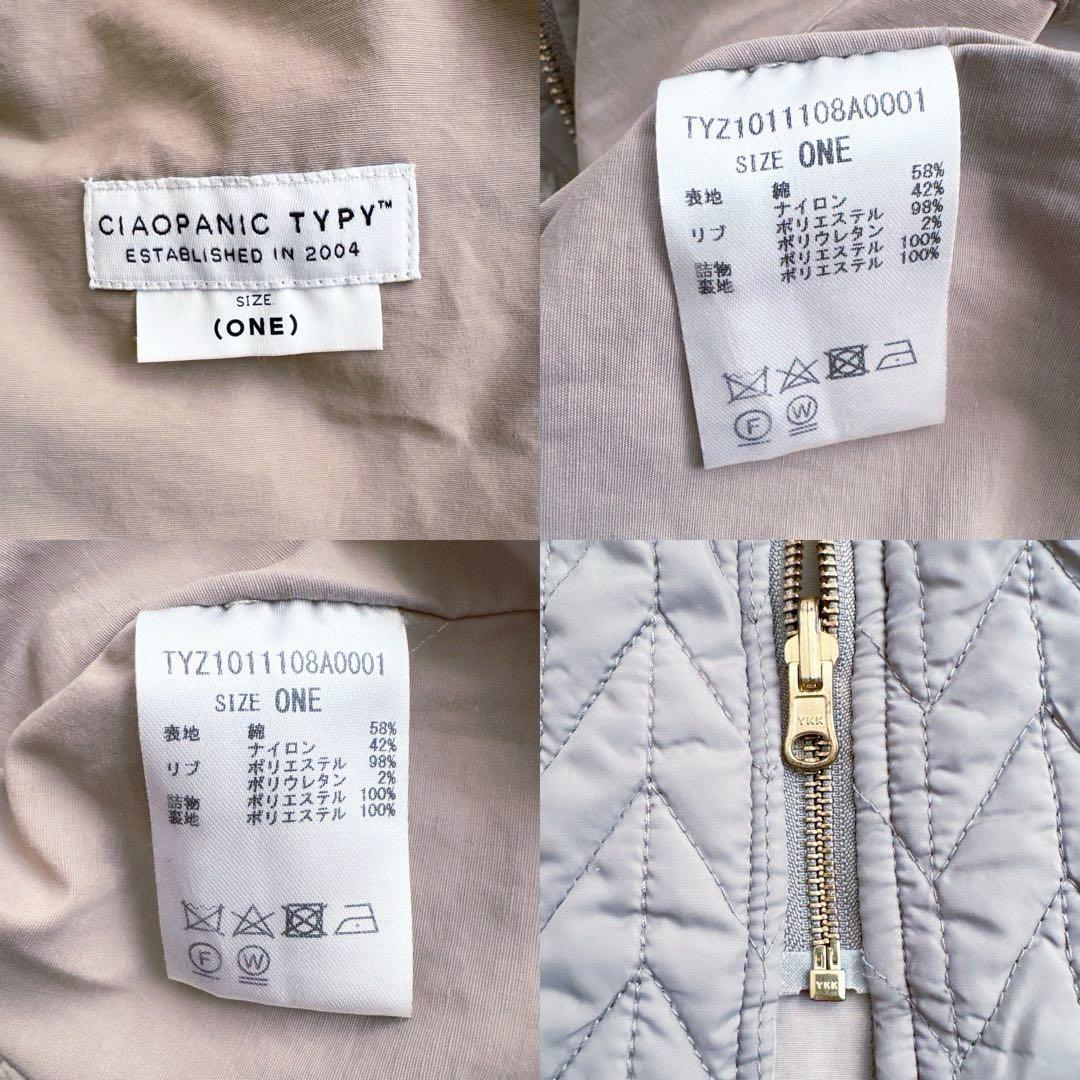 CIAOPANIC TYPY™
ESTABLISHED IN 2004
SIZE.
(ONE)
TYZ1011108A0001
SIZE ONE
表地 綿 58%
ナイロン 42%
リブ ポリエステル 98%
ポリウレタン 2%
詰物 ポリエステル 100%
裏地 ポリエステル 100%
F W
TYZ1011108A0001
SIZE ONE
表地 綿 58%
ナイロン 42%
リブ ポリエステル 98%
ポリウレタン 2%
詰物 ポリエステル 100%
裏地 ポリエステル 100%
F W
YKK
YKK